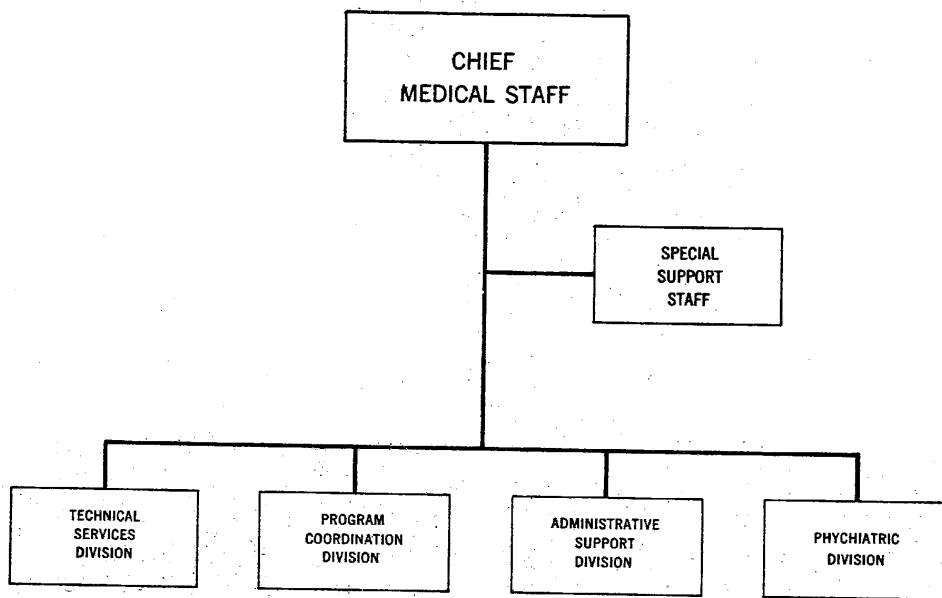 CHIEF
MEDICAL STAFF
SPECIAL
SUPPORT
STAFF
TECHNICAL
SERVICES
DIVISION
PROGRAM
COORDINATION
DIVISION
ADMINISTRATIVE
SUPPORT
DIVISION
PHYCHIATRIC
DIVISION